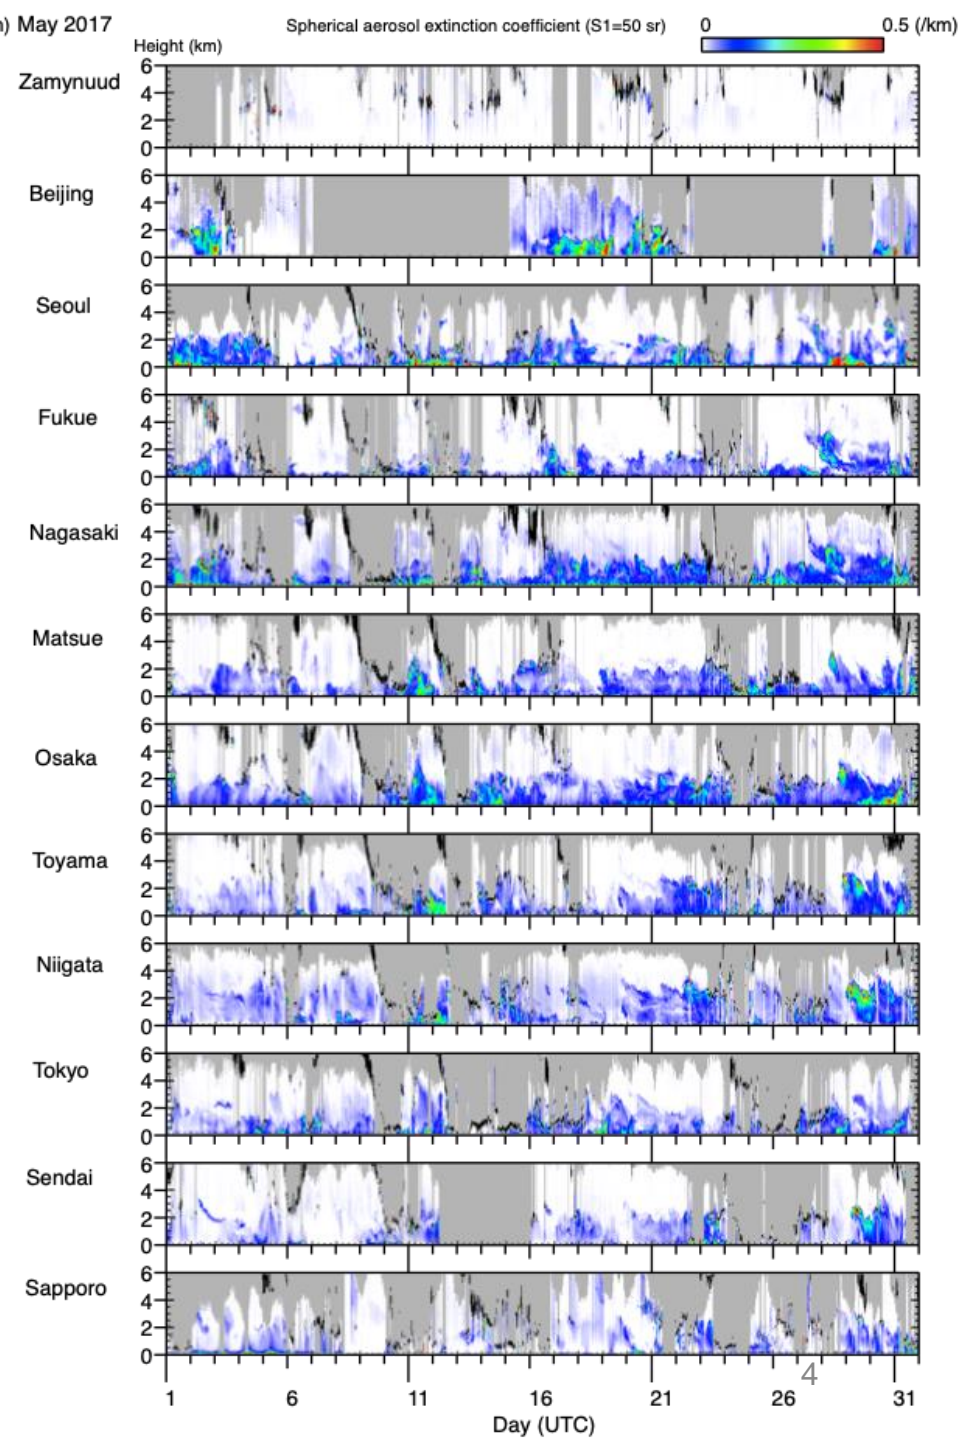 n) May 2017
Spherical aerosol extinction coefficient (S1=50 sr)
0 0.5 (/km)
Height (km)
Zamynuud
6
4
2
0
Beijing
6
4
2
0
Seoul
6
4
2
0
Fukue
6
4
2
0
Nagasaki
6
4
2
0
Matsue
6
4
2
0
Osaka
6
4
2
0
Toyama
6
4
2
0
Niigata
6
4
2
0
Tokyo
6
4
2
0
Sendai
6
4
2
0
Sapporo
6
4
2
0
4
1 6 11 16 21 26 31
Day (UTC)